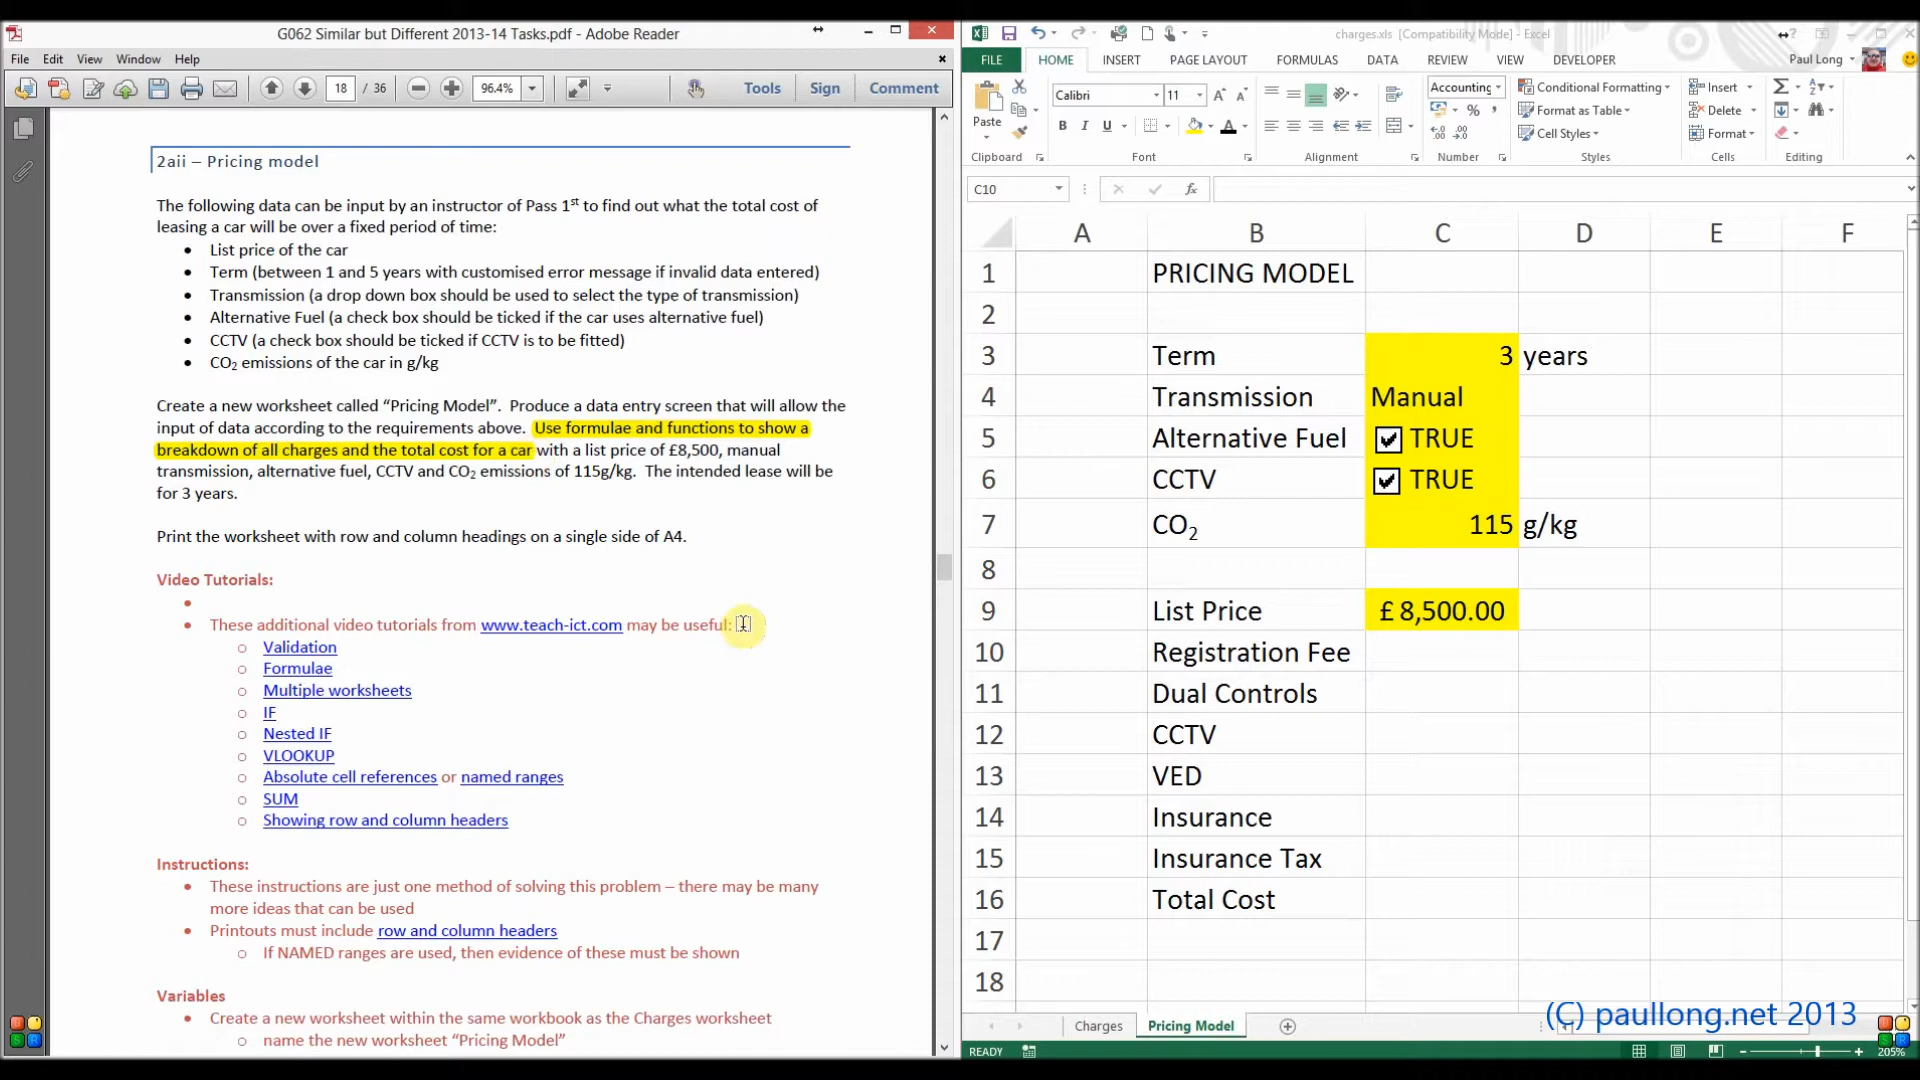 G062 Similar but Different 2013-14 Tasks.pdf - Adobe Reader
File Edit View Window Help
18 / 36 96.4% Tools Sign Comment
2aii – Pricing model
The following data can be input by an instructor of Pass 1st to find out what the total cost of
leasing a car will be over a fixed period of time:
• List price of the car
• Term (between 1 and 5 years with customised error message if invalid data entered)
• Transmission (a drop down box should be used to select the type of transmission)
• Alternative Fuel (a check box should be ticked if the car uses alternative fuel)
• CCTV (a check box should be ticked if CCTV is to be fitted)
• CO2 emissions of the car in g/kg
Create a new worksheet called “Pricing Model”. Produce a data entry screen that will allow the
input of data according to the requirements above. Use formulae and functions to show a
breakdown of all charges and the total cost for a car with a list price of £8,500, manual
transmission, alternative fuel, CCTV and CO2 emissions of 115g/kg. The intended lease will be
for 3 years.
Print the worksheet with row and column headings on a single side of A4.
Video Tutorials:
•
• These additional video tutorials from www.teach-ict.com may be useful:
o Validation
o Formulae
o Multiple worksheets
o IF
o Nested IF
o VLOOKUP
o Absolute cell references or named ranges
o SUM
o Showing row and column headers
Instructions:
• These instructions are just one method of solving this problem – there may be many
more ideas that can be used
• Printouts must include row and column headers
o If NAMED ranges are used, then evidence of these must be shown
Variables
• Create a new worksheet within the same workbook as the Charges worksheet
o name the new worksheet “Pricing Model”
charges.xls [Compatibility Mode] - Excel
FILE HOME INSERT PAGE LAYOUT FORMULAS DATA REVIEW VIEW DEVELOPER Paul Long
Paste Calibri 11 Accounting Conditional Formatting Insert
Format as Table Delete
Cell Styles Format
Clipboard Font Alignment Number Styles Cells Editing
C10 fx
A B C D E F
1 PRICING MODEL
2
3 Term 3 years
4 Transmission Manual
5 Alternative Fuel TRUE
6 CCTV TRUE
7 CO2 115 g/kg
8
9 List Price £ 8,500.00
10 Registration Fee
11 Dual Controls
12 CCTV
13 VED
14 Insurance
15 Insurance Tax
16 Total Cost
17
18
(C) paullong.net 2013
Charges Pricing Model
READY 205%